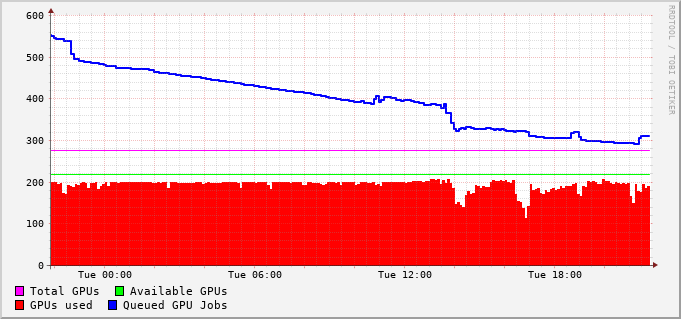 600
500
400
300
200
100
0
Tue 00:00 Tue 06:00 Tue 12:00 Tue 18:00
Total GPUs Available GPUs
GPUs used Queued GPU Jobs
RRDTOOL / TOBI OETIKER